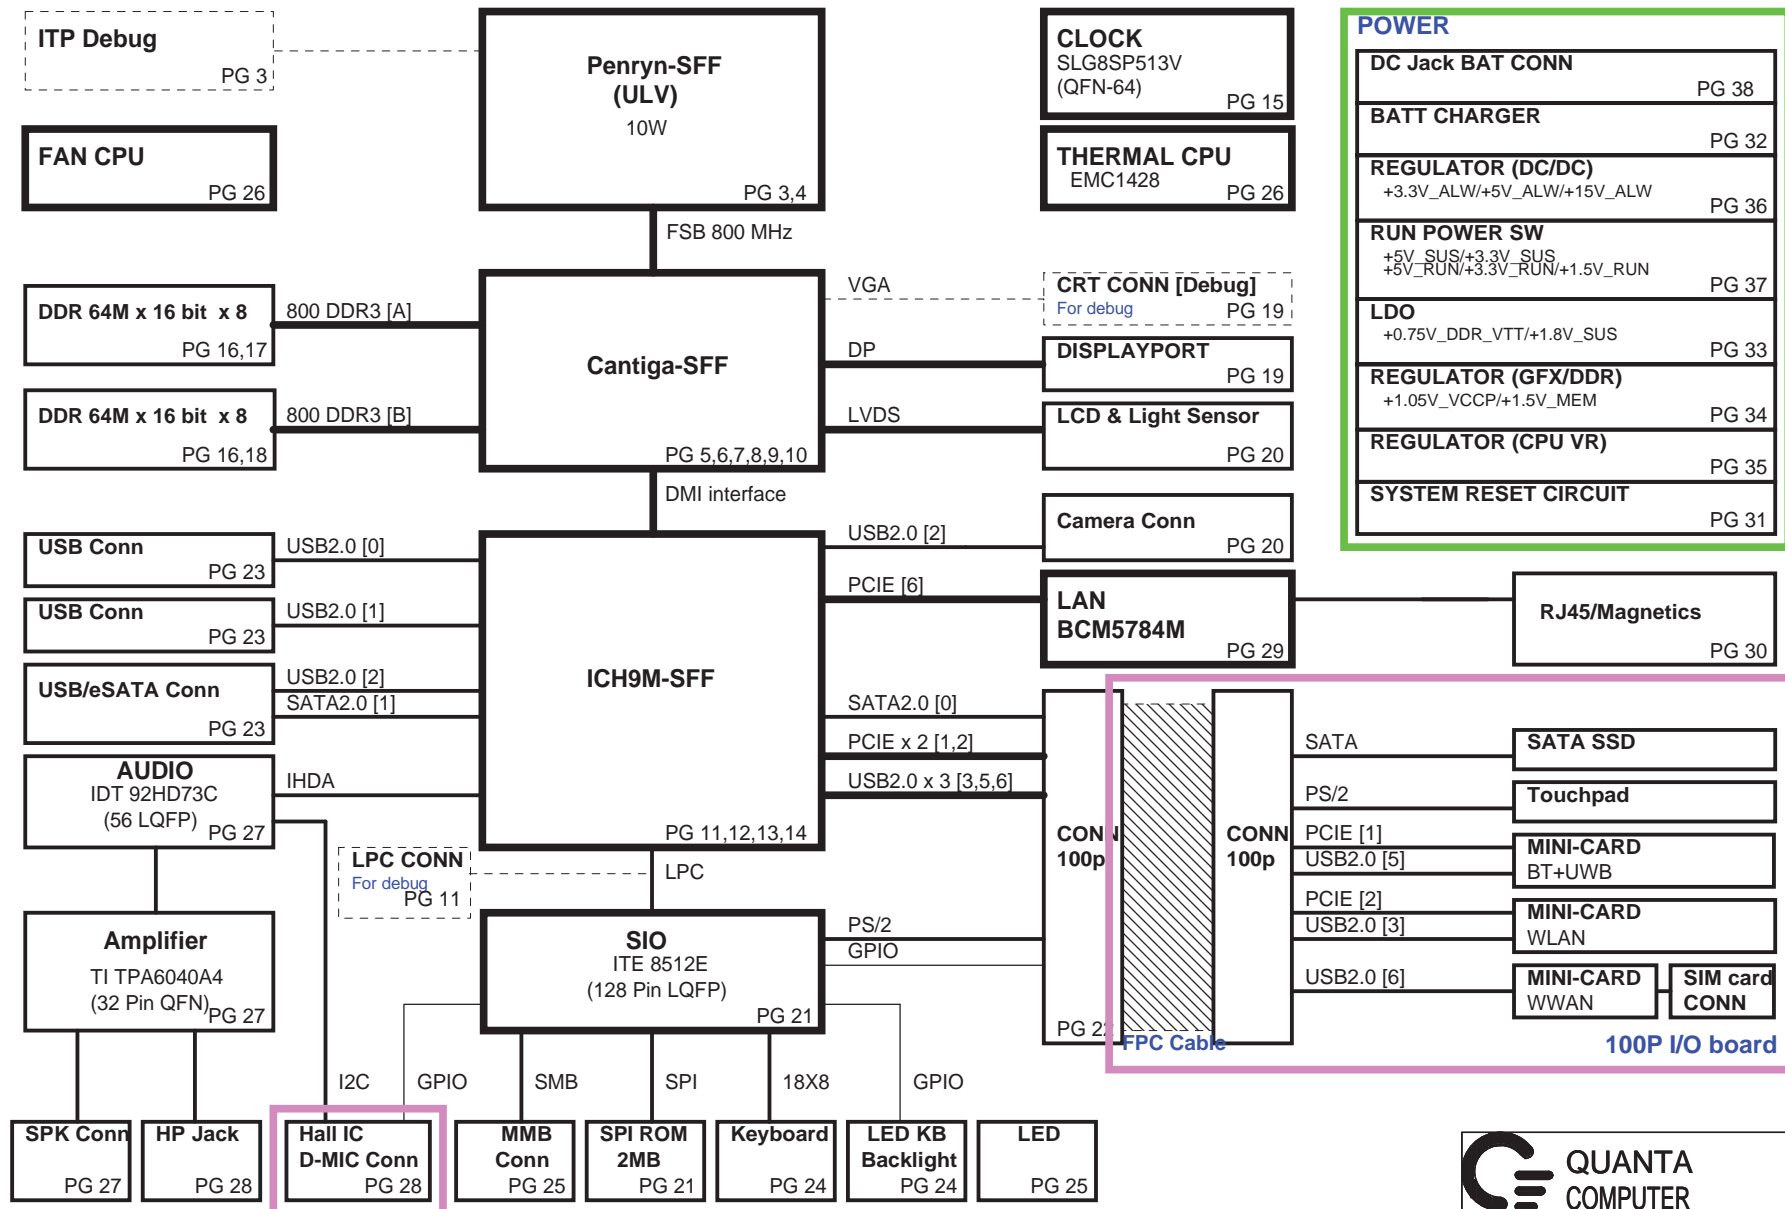 ITP Debug
PG 3
FAN CPU
PG 26
Penryn-SFF
(ULV)
10W
PG 3,4
CLOCK
SLG8SP513V
(QFN-64)
PG 15
THERMAL CPU
EMC1428
PG 26
POWER
DC Jack BAT CONN
PG 38
BATT CHARGER
PG 32
REGULATOR (DC/DC)
+3.3V_ALW/+5V_ALW/+15V_ALW
PG 36
RUN POWER SW
+5V_SUS/+3.3V_SUS
+5V_RUN/+3.3V_RUN/+1.5V_RUN
PG 37
LDO
+0.75V_DDR_VTT/+1.8V_SUS
PG 33
REGULATOR (GFX/DDR)
+1.05V_VCCP/+1.5V_MEM
PG 34
REGULATOR (CPU VR)
PG 35
SYSTEM RESET CIRCUIT
PG 31
FSB 800 MHz
DDR 64M x 16 bit x 8
PG 16,17
800 DDR3 [A]
DDR 64M x 16 bit x 8
PG 16,18
800 DDR3 [B]
Cantiga-SFF
PG 5,6,7,8,9,10
VGA
CRT CONN [Debug]
For debug
PG 19
DP
DISPLAYPORT
PG 19
LVDS
LCD & Light Sensor
PG 20
DMI interface
USB Conn
PG 23
USB2.0 [0]
USB Conn
PG 23
USB2.0 [1]
USB/eSATA Conn
PG 23
USB2.0 [2]
SATA2.0 [1]
AUDIO
IDT 92HD73C
(56 LQFP)
PG 27
IHDA
ICH9M-SFF
PG 11,12,13,14
USB2.0 [2]
Camera Conn
PG 20
PCIE [6]
LAN
BCM5784M
PG 29
RJ45/Magnetics
PG 30
SATA2.0 [0]
PCIE x 2 [1,2]
USB2.0 x 3 [3,5,6]
CONN
100p
PG 22
FPC Cable
CONN
100p
SATA
SATA SSD
PS/2
Touchpad
PCIE [1]
USB2.0 [5]
MINI-CARD
BT+UWB
PCIE [2]
USB2.0 [3]
MINI-CARD
WLAN
USB2.0 [6]
MINI-CARD
WWAN
SIM card
CONN
100P I/O board
LPC CONN
For debug
PG 11
LPC
Amplifier
TI TPA6040A4
(32 Pin QFN)
PG 27
SIO
ITE 8512E
(128 Pin LQFP)
PG 21
PS/2
GPIO
I2C
GPIO
SMB
SPI
18X8
GPIO
SPK Conn
PG 27
HP Jack
PG 28
Hall IC
D-MIC Conn
PG 28
MMB
Conn
PG 25
SPI ROM
2MB
PG 21
Keyboard
PG 24
LED KB
Backlight
PG 24
LED
PG 25
QUANTA
COMPUTER